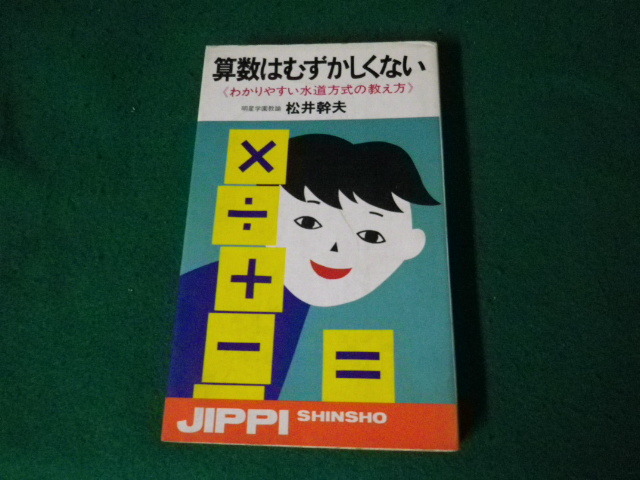 算数はむずかしくない
《わかりやすい水道方式の教え方》
明星学園教諭 松井幹夫
×
÷
+
−
=
JIPPI SHINSHO